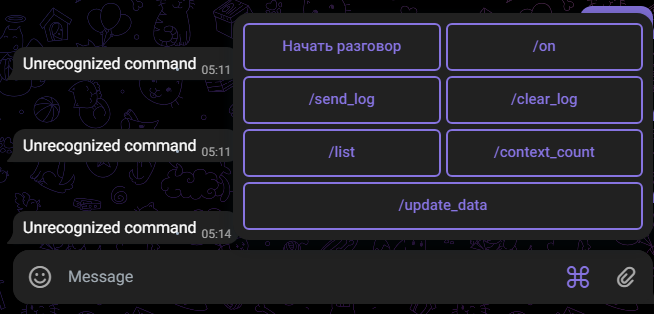 Unrecognized command 05:11
Unrecognized command 05:11
Unrecognized command 05:14
Начать разговор
/on
/send_log
/clear_log
/list
/context_count
/update_data
Message